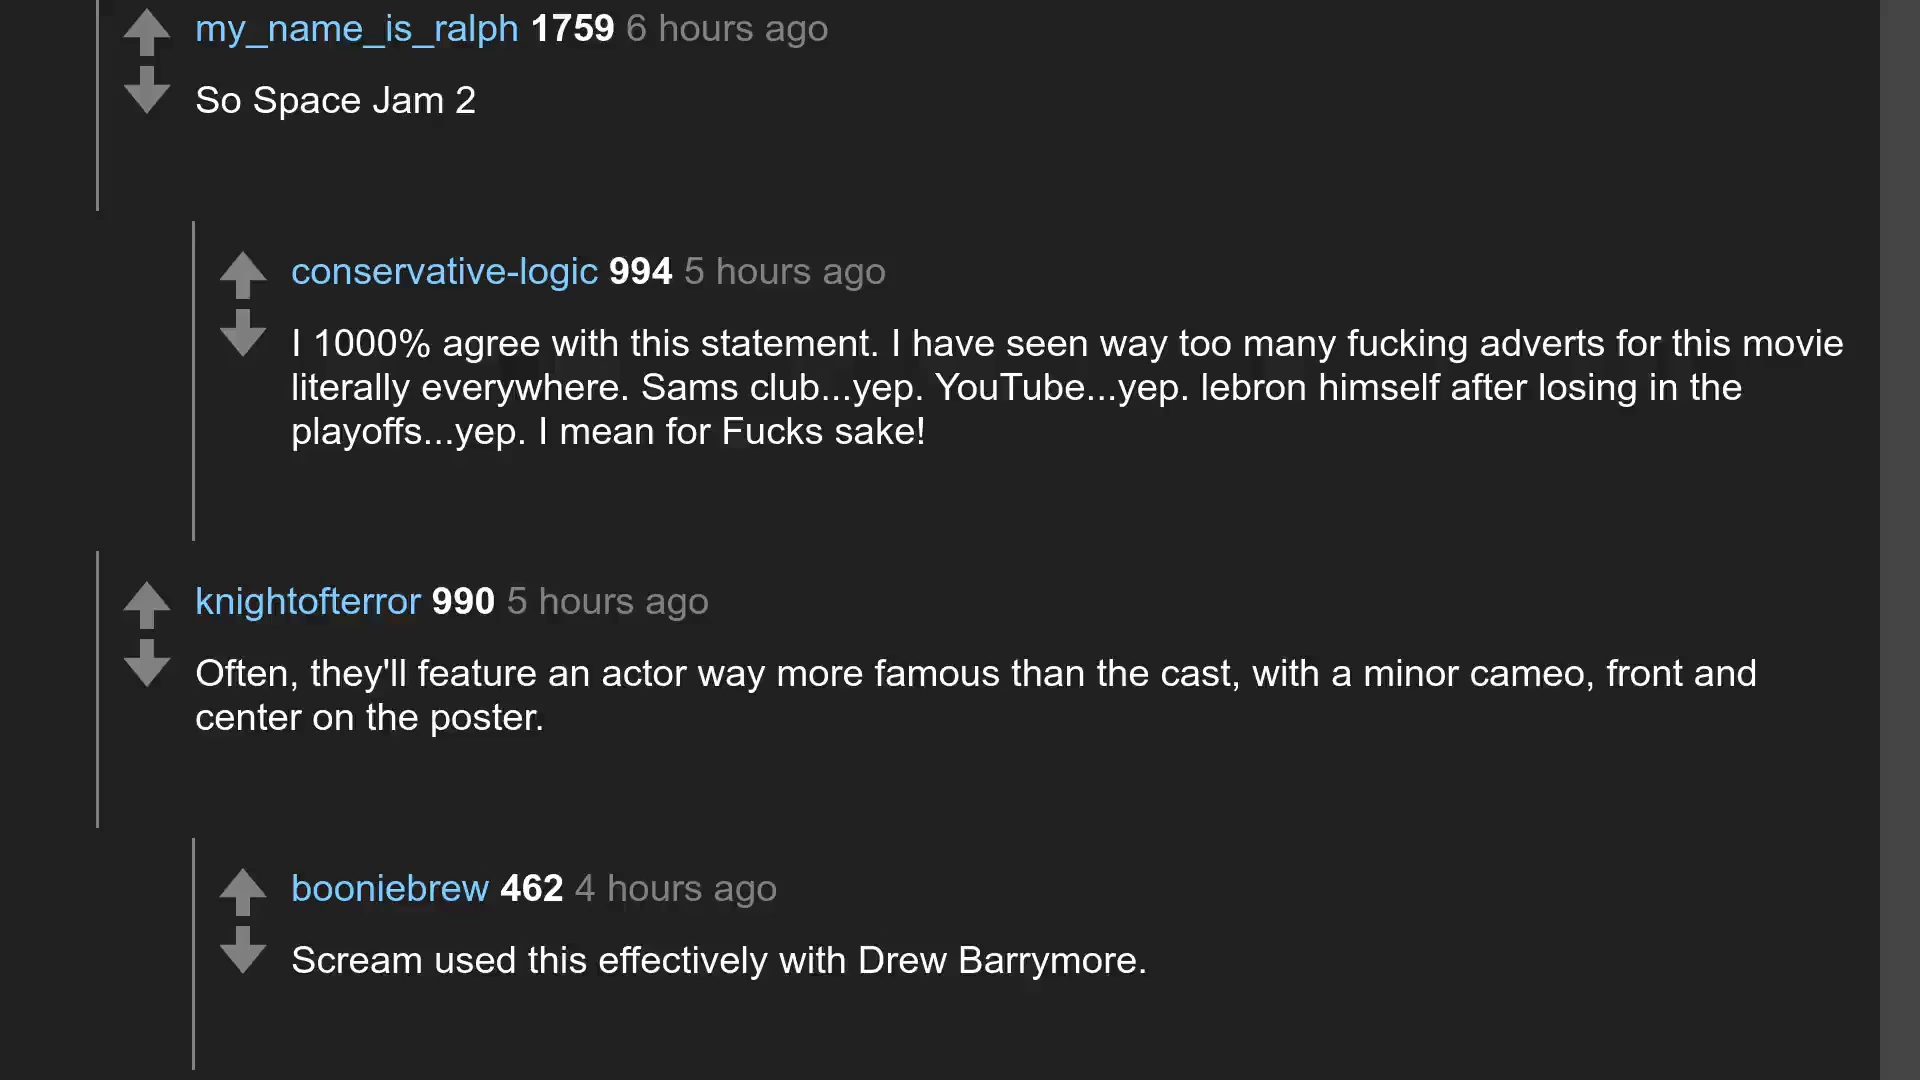 my_name_is_ralph 1759 6 hours ago
So Space Jam 2
conservative-logic 994 5 hours ago
I 1000% agree with this statement. I have seen way too many fucking adverts for this movie
literally everywhere. Sams club...yep. YouTube...yep. lebron himself after losing in the
playoffs...yep. I mean for Fucks sake!
knightofterror 990 5 hours ago
Often, they'll feature an actor way more famous than the cast, with a minor cameo, front and
center on the poster.
booniebrew 462 4 hours ago
Scream used this effectively with Drew Barrymore.